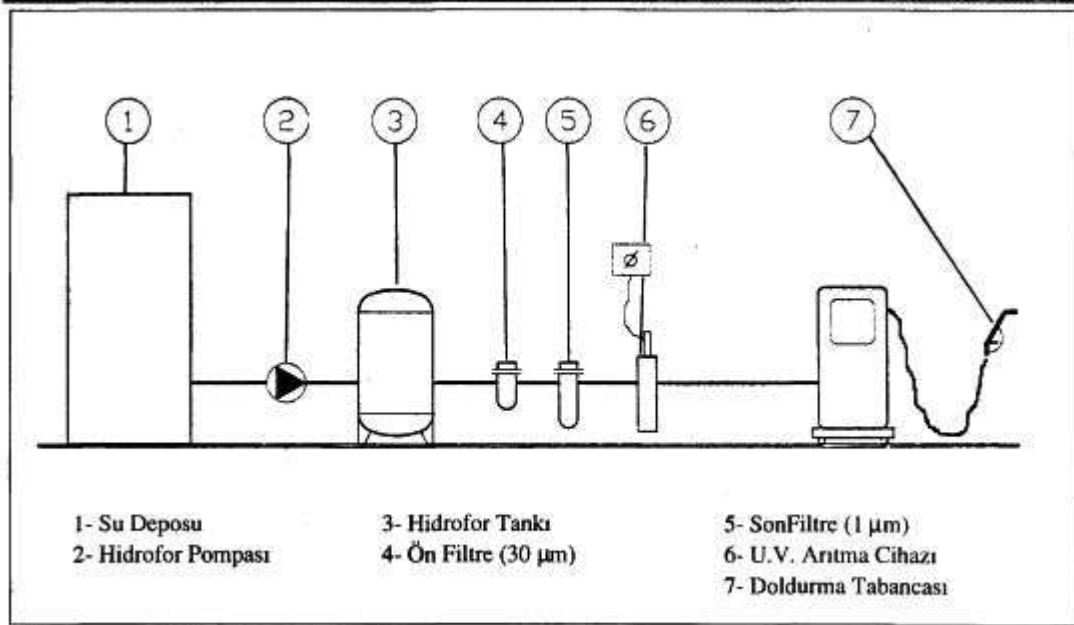 1 2 3 4 5 6 7
1- Su Deposu
2- Hidrofor Pompası
3- Hidrofor Tankı
4- Ön Filtre (30 µm)
5- SonFiltre (1 µm)
6- U.V. Arıtma Cihazı
7- Doldurma Tabancası